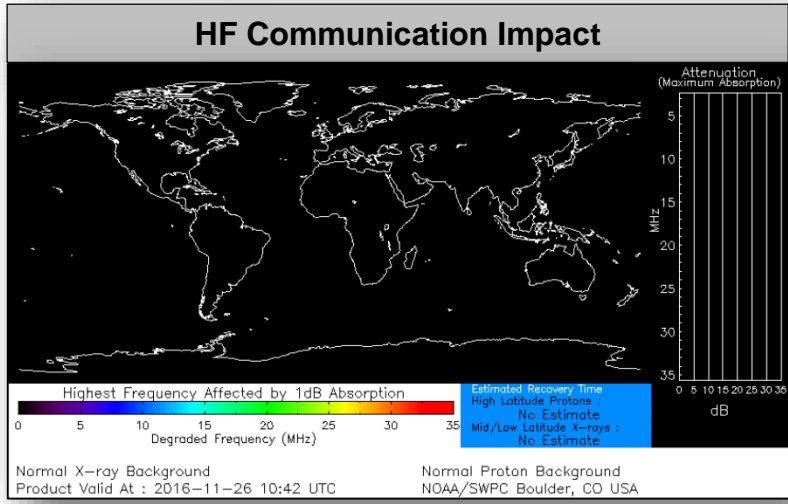 HF Communication Impact
Attenuation
(Maximum Absorption)
5
10
15
20
25
30
35
MHz
0 5 10 15 20 25 30 35
dB
Highest Frequency Affected by 1dB Absorption
0 5 10 15 20 25 30 35
Degraded Frequency (MHz)
Estimated Recovery Time
High Latitude Protons :
No Estimate
Mid/Low Latitude X-rays :
No Estimate
Normal X-ray Background
Normal Proton Background
Product Valid At : 2016-11-26 10:42 UTC
NOAA/SWPC Boulder, CO USA